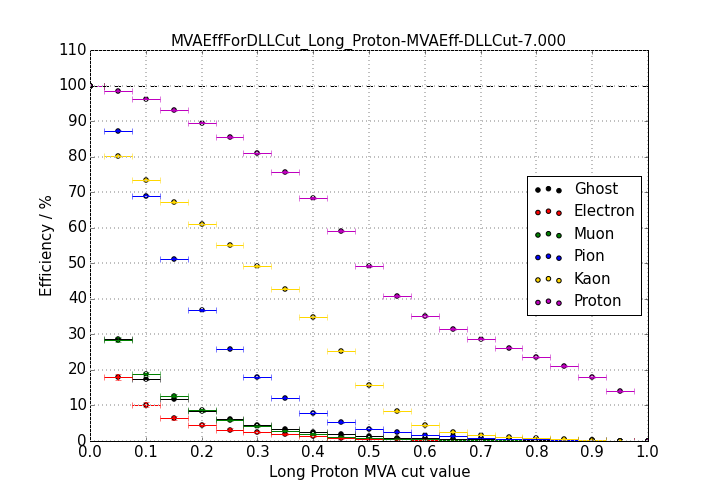 MVAEffForDLLCut_Long_Proton-MVAEff-DLLCut-7.000
110
100
90
80
70
60
50
40
30
20
10
0
Efficiency / %
Ghost
Electron
Muon
Pion
Kaon
Proton
0.0 0.1 0.2 0.3 0.4 0.5 0.6 0.7 0.8 0.9 1.0
Long Proton MVA cut value